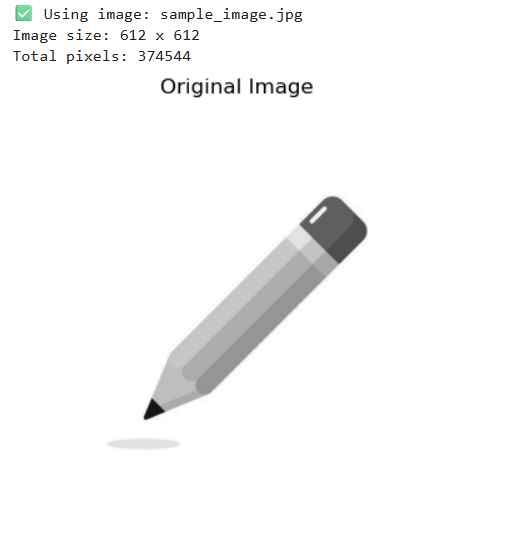 ✅ Using image: sample_image.jpg
Image size: 612 x 612
Total pixels: 374544
Original Image